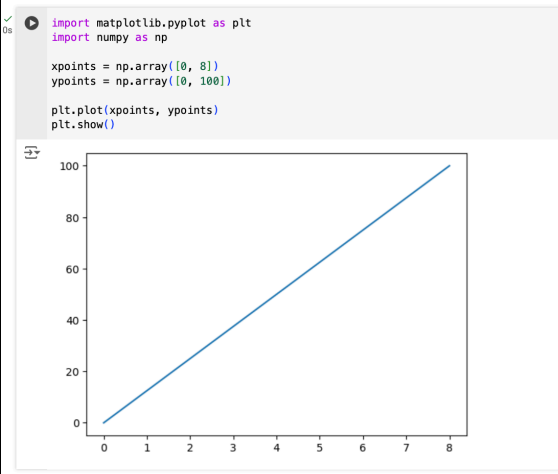 0s
import matplotlib.pyplot as plt
import numpy as np
xpoints = np.array([0, 8])
ypoints = np.array([0, 100])
plt.plot(xpoints, ypoints)
plt.show()
100
80
60
40
20
0
0 1 2 3 4 5 6 7 8